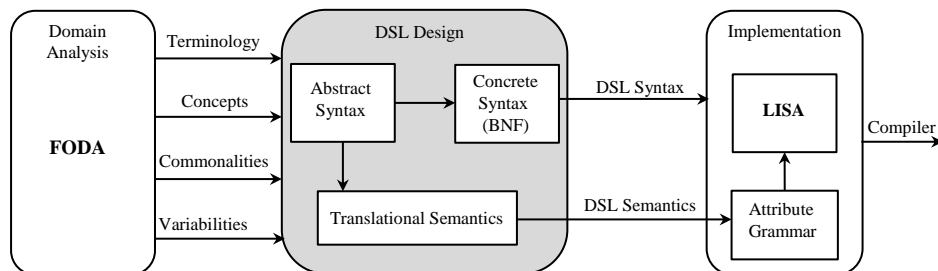 Domain
Analysis
FODA
Terminology
Concepts
Commonalities
Variabilities
DSL Design
Abstract
Syntax
Concrete
Syntax
(BNF)
Translational Semantics
DSL Syntax
DSL Semantics
Implementation
LISA
Attribute
Grammar
Compiler